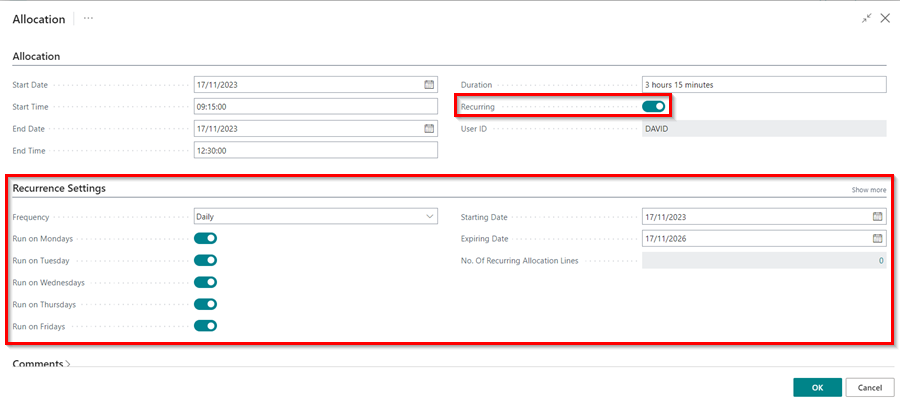 Allocation ...
Allocation
Start Date 17/11/2023 Duration 3 hours 15 minutes
Start Time 09:15:00 Recurring
End Date 17/11/2023 User ID DAVID
End Time 12:30:00
Recurrence Settings Show more
Frequency Daily Starting Date 17/11/2023
Run on Mondays Expiring Date 17/11/2026
Run on Tuesday No. Of Recurring Allocation Lines 0
Run on Wednesdays
Run on Thursdays
Run on Fridays
Comments
OK Cancel